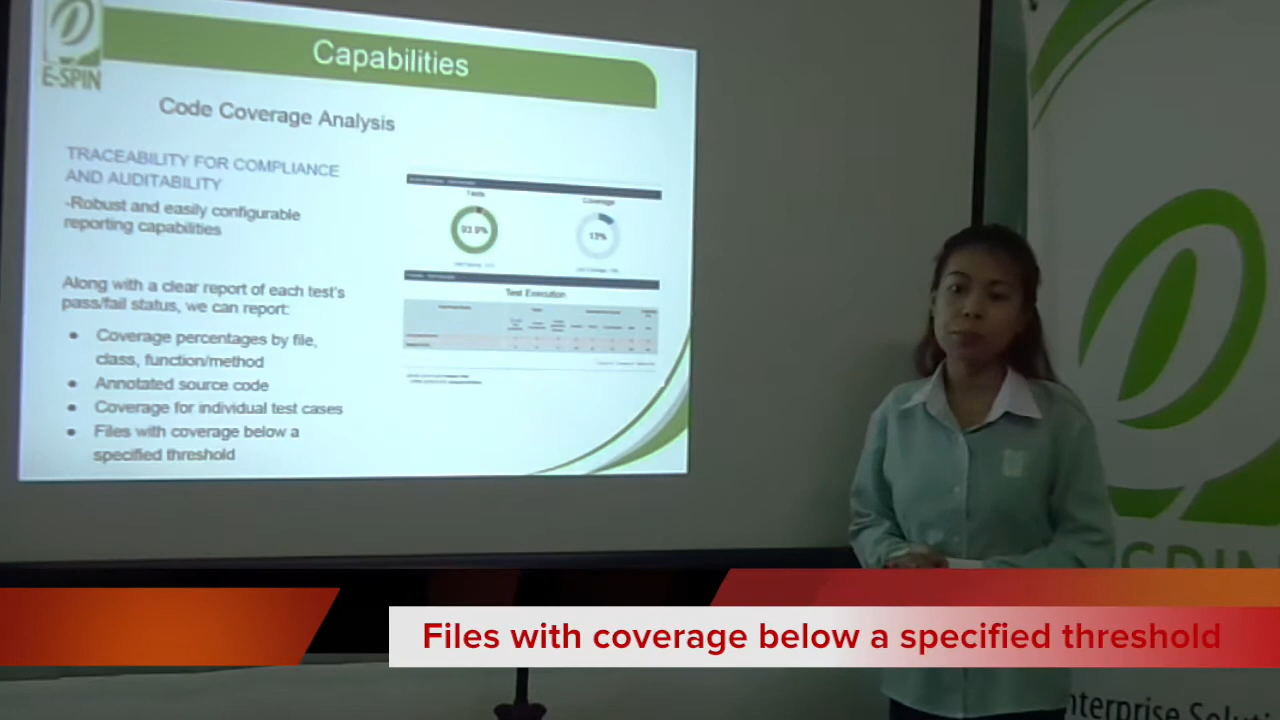 E-SPIN
Capabilities
Code Coverage Analysis
TRACEABILITY FOR COMPLIANCE
AND AUDITABILITY
-Robust and easily configurable
reporting capabilities
Along with a clear report of each test's
pass/fail status, we can report:
• Coverage percentages by file,
class, function/method
• Annotated source code
• Coverage for individual test cases
• Files with coverage below a
specified threshold
Tests
Coverage
93.9%
13%
Test Execution
Files with coverage below a specified threshold